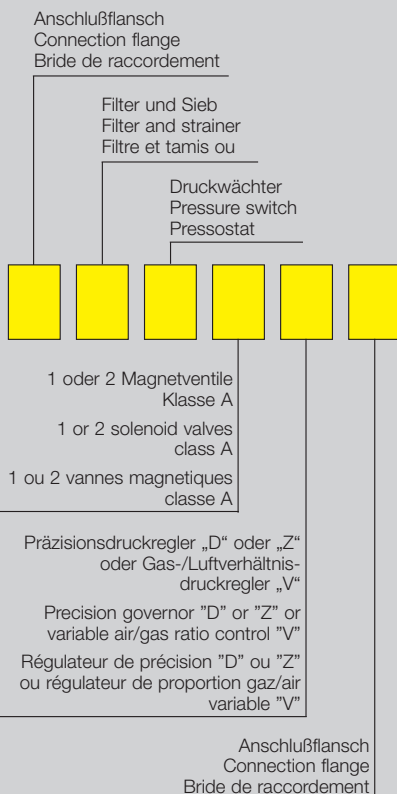 Anschlußflansch
Connection flange
Bride de raccordement
Filter und Sieb
Filter and strainer
Filtre et tamis ou
Druckwächter
Pressure switch
Pressostat
1 oder 2 Magnetventile
Klasse A
1 or 2 solenoid valves
class A
1 ou 2 vannes magnetiques
classe A
Präzisionsdruckregler „D“ oder „Z“
oder Gas-/Luftverhältnis-
druckregler „V“
Precision governor ”D” or ”Z” or
variable air/gas ratio control ”V”
Régulateur de précision ”D” ou ”Z”
ou régulateur de proportion gaz/air
variable ”V”
Anschlußflansch
Connection flange
Bride de raccordement